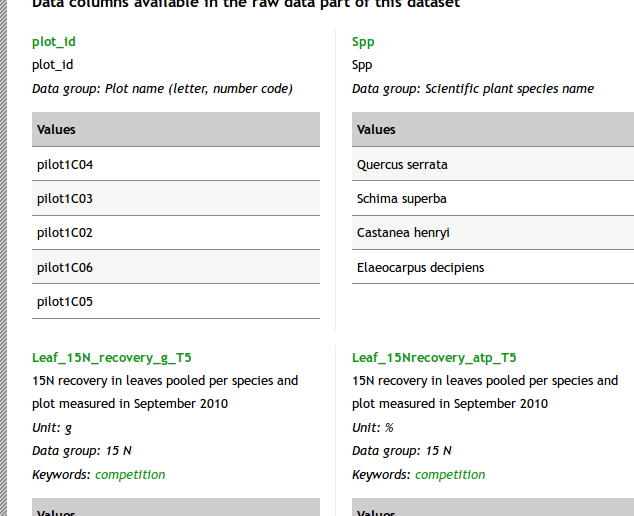 Data columns available in the raw data part of this dataset
plot_id
plot_id
Data group: Plot name (letter, number code)
Values
pilot1C04
pilot1C03
pilot1C02
pilot1C06
pilot1C05
Spp
Spp
Data group: Scientific plant species name
Values
Quercus serrata
Schima superba
Castanea henryi
Elaeocarpus decipiens
Leaf_15N_recovery_g_T5
15N recovery in leaves pooled per species and
plot measured in September 2010
Unit: g
Data group: 15 N
Keywords: competition
Values
Leaf_15Nrecovery_atp_T5
15N recovery in leaves pooled per species and
plot measured in September 2010
Unit: %
Data group: 15 N
Keywords: competition
Values